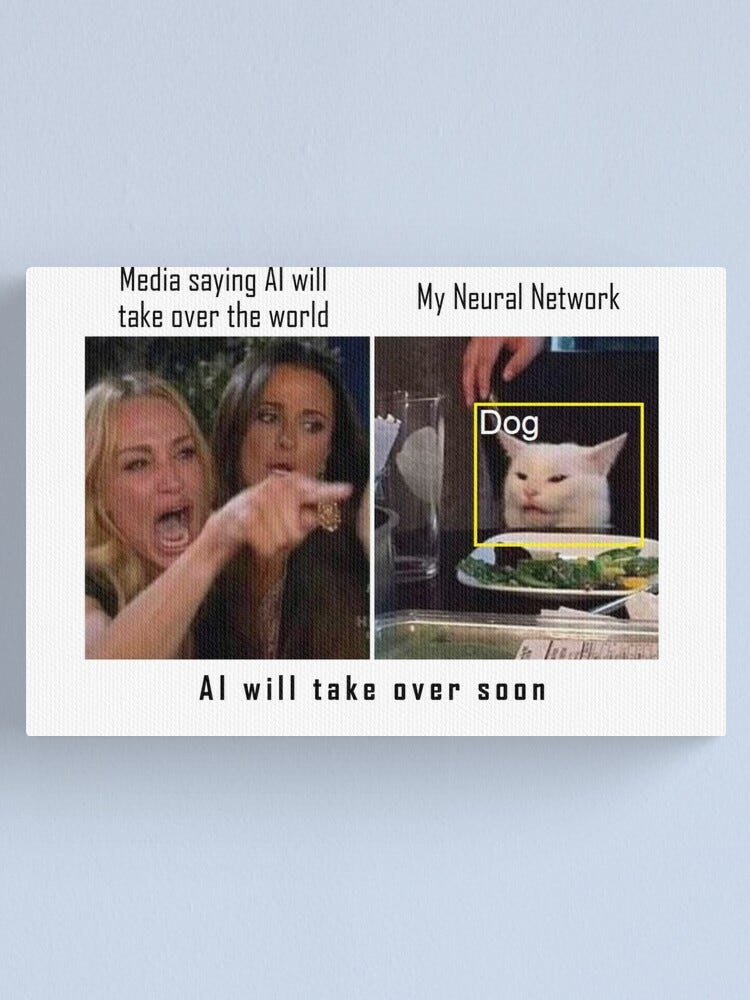 Media saying AI will
take over the world
My Neural Network
Dog
AI will take over soon